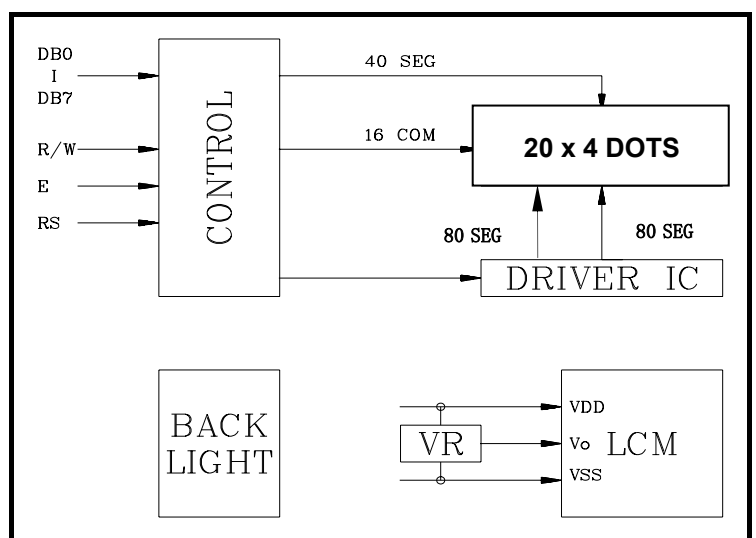 DB0
I
DB7
R/W
E
RS
CONTROL
40 SEG
16 COM
20 x 4 DOTS
80 SEG
80 SEG
DRIVER IC
BACK
LIGHT
VR
VDD
Vo
VSS
LCM